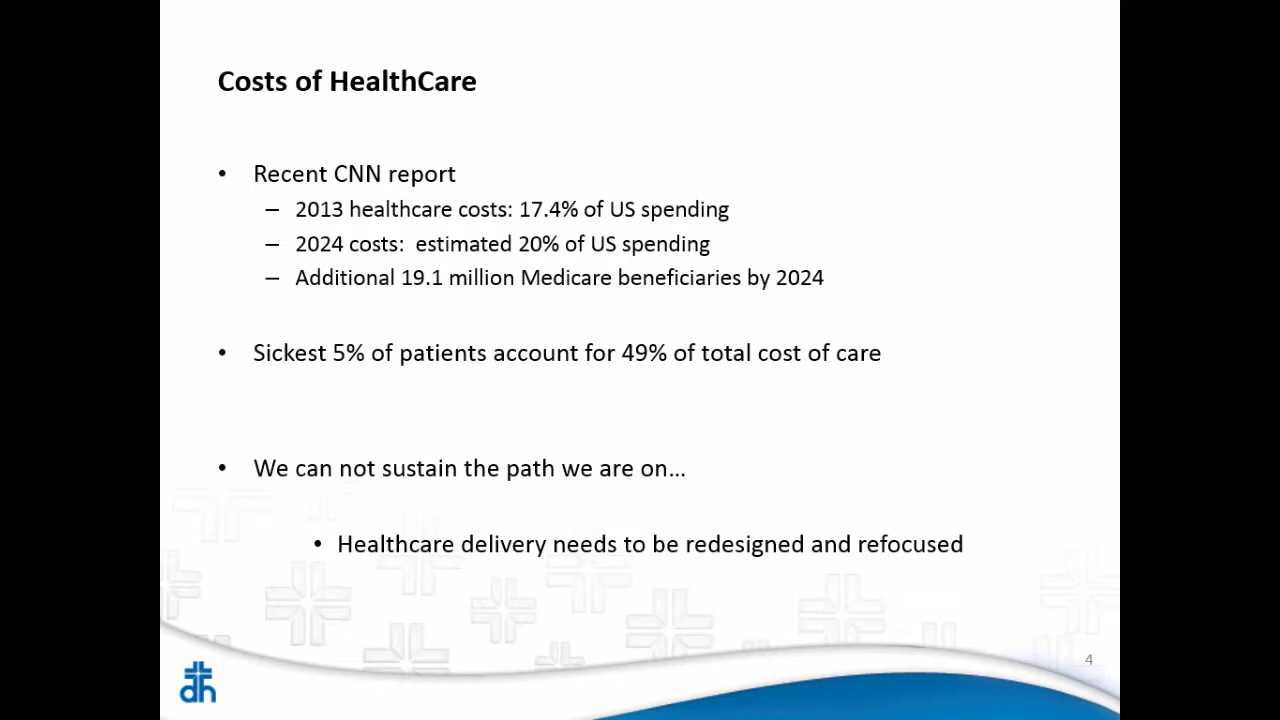 Costs of HealthCare
• Recent CNN report
– 2013 healthcare costs: 17.4% of US spending
– 2024 costs:  estimated 20% of US spending
– Additional 19.1 million Medicare beneficiaries by 2024
• Sickest 5% of patients account for 49% of total cost of care
• We can not sustain the path we are on…
• Healthcare delivery needs to be redesigned and refocused
4
dh